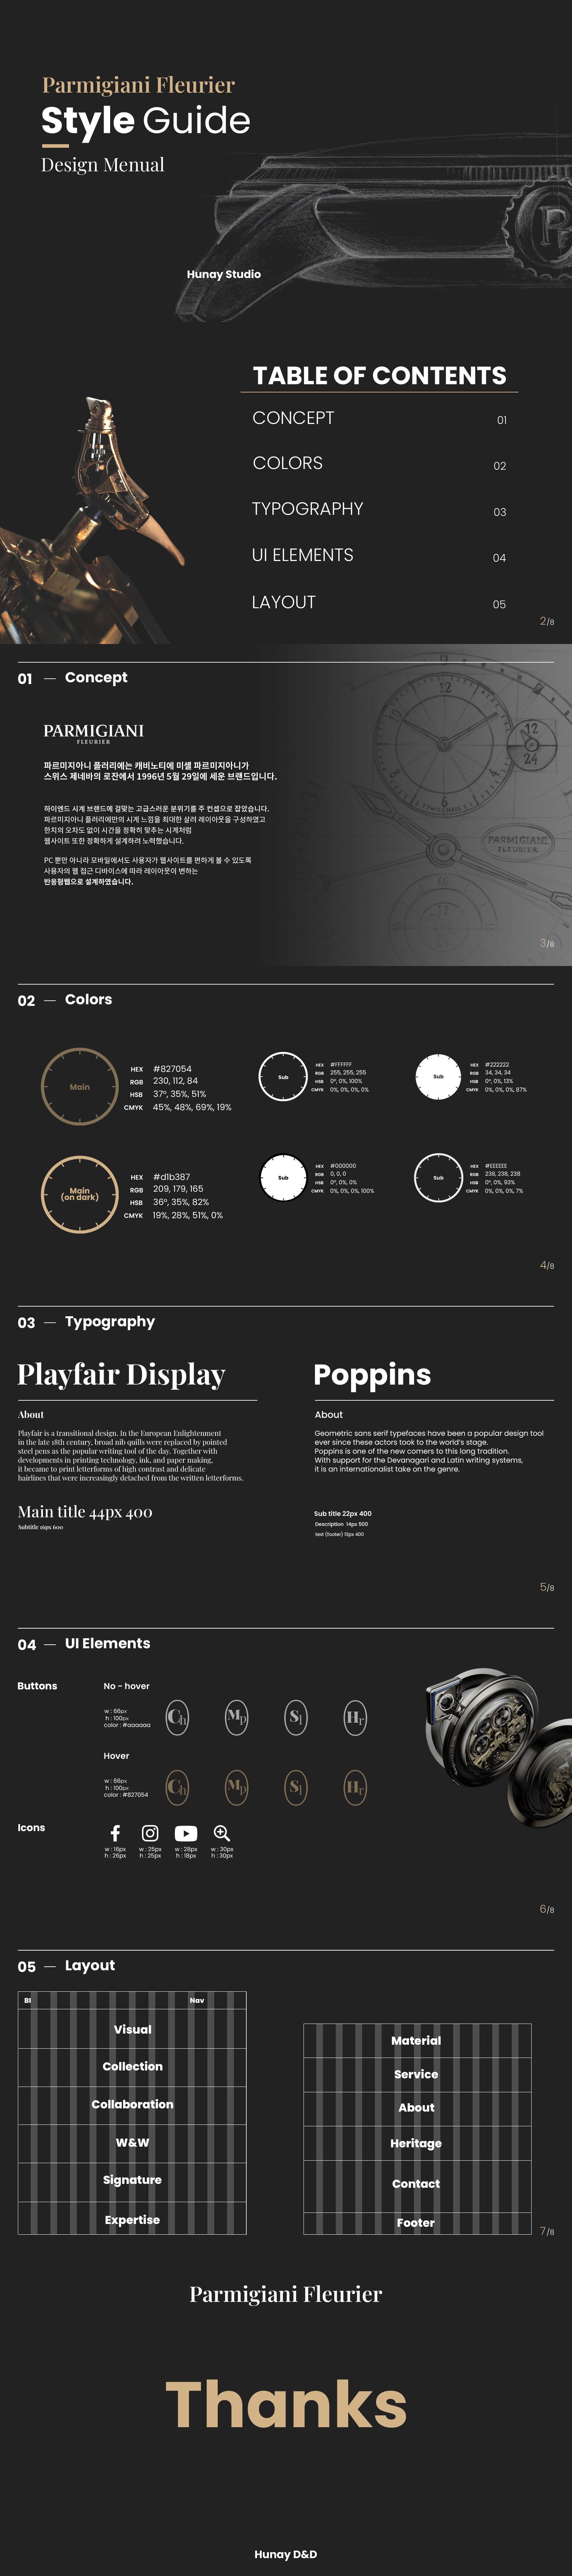 Parmigiani Fleurier
Style Guide
Design Menual
Hunay Studio
TABLE OF CONTENTS
CONCEPT 01
COLORS 02
TYPOGRAPHY 03
UI ELEMENTS 04
LAYOUT 05
2/8
01 — Concept
PARMIGIANI
FLEURIER
파르미지아니 플러리에는 캐비노티에 미셸 파르미지아니가
스위스 제네바의 로잔에서 1996년 5월 29일에 세운 브랜드입니다.
하이엔드 시계 브랜드에 걸맞는 고급스러운 분위기를 주 컨셉으로 잡았습니다.
파르미지아니 플러리에만의 시계 느낌을 최대한 살려 레이아웃을 구성하였고
한치의 오차도 없이 시간을 정확히 맞추는 시계처럼
웹사이트 또한 정확하게 설계하려 노력했습니다.
PC 뿐만 아니라 모바일에서도 사용자가 웹사이트를 편하게 볼 수 있도록
사용자의 웹 접근 디바이스에 따라 레이아웃이 변하는
반응형웹으로 설계하였습니다.
12
12
24
6
PARMIGIANI
FLEURIER
60
12
3/8
02 — Colors
Main
HEX #827054
RGB 230, 112, 84
HSB 37º, 35%, 51%
CMYK 45%, 48%, 69%, 19%
Sub
HEX #FFFFFF
RGB 255, 255, 255
HSB 0º, 0%, 100%
CMYK 0%, 0%, 0%, 0%
Sub
HEX #222222
RGB 34, 34, 34
HSB 0º, 0%, 13%
CMYK 0%, 0%, 0%, 87%
Main
(on dark)
HEX #d1b387
RGB 209, 179, 165
HSB 36º, 35%, 82%
CMYK 19%, 28%, 51%, 0%
Sub
HEX #000000
RGB 0, 0, 0
HSB 0º, 0%, 0%
CMYK 0%, 0%, 0%, 100%
Sub
HEX #EEEEEE
RGB 238, 238, 238
HSB 0º, 0%, 93%
CMYK 0%, 0%, 0%, 7%
4/8
03 — Typography
Playfair Display
About
Playfair is a transitional design. In the European Enlightenment
in the late 18th century, broad nib quills were replaced by pointed
steel pens as the popular writing tool of the day. Together with
developments in printing technology, ink, and paper making,
it became to print letterforms of high contrast and delicate
hairlines that were increasingly detached from the written letterforms.
Main title 44px 400
Subtitle 16px 600
Poppins
About
Geometric sans serif typefaces have been a popular design tool
ever since these actors took to the world's stage.
Poppins is one of the new comers to this long tradition.
With support for the Devanagari and Latin writing systems,
it is an internationalist take on the genre.
Sub title 22px 400
Description 14px 500
text (footer) 13px 400
5/8
04 — UI Elements
Buttons
No - hover
w : 66px
h : 100px
color : #aaaaaa
Ch
Mp
Sl
Hr
Hover
w : 66px
h : 100px
color : #827054
Ch
Mp
Sl
Hr
Icons
w : 16px
h : 26px
w : 25px
h : 25px
w : 28px
h : 18px
w : 30px
h : 30px
6/8
05 — Layout
BI
Nav
Visual
Collection
Collaboration
W&W
Signature
Expertise
Material
Service
About
Heritage
Contact
Footer
7/8
Parmigiani Fleurier
Thanks
Hunay D&D